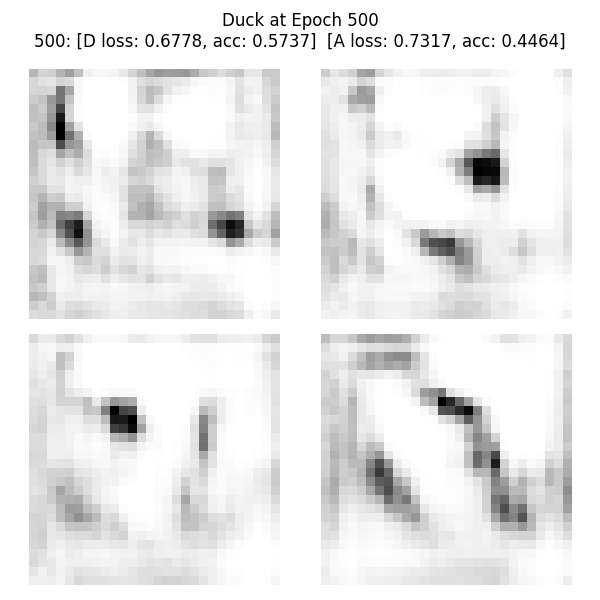 Duck at Epoch 500
500: [D loss: 0.6778, acc: 0.5737]  [A loss: 0.7317, acc: 0.4464]